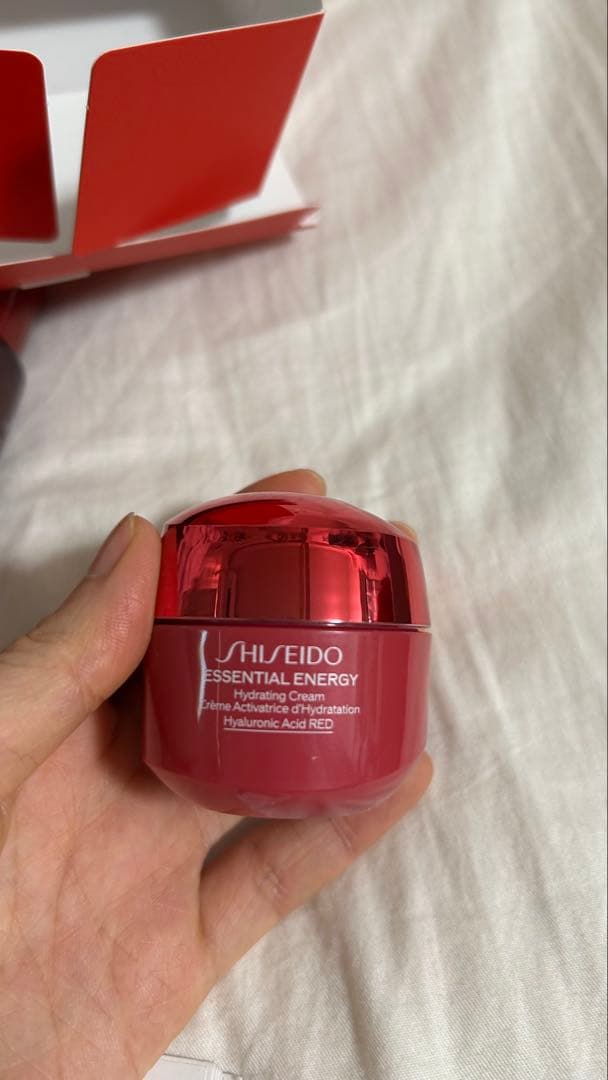 SHISEIDO
ESSENTIAL ENERGY
Hydrating Cream
Crème Activatrice d'Hydratation
Hyaluronic Acid RED